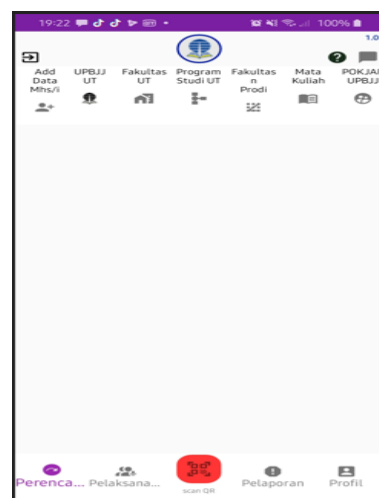 19:22
100%
1.0
Add Data Mhs/i
UPBJJ UT
Fakultas UT
Program Studi UT
Fakultas n Prodi
Mata Kuliah
POKJAR UPBJJ
Perenca...
Pelaksana...
scan QR
Pelaporan
Profil